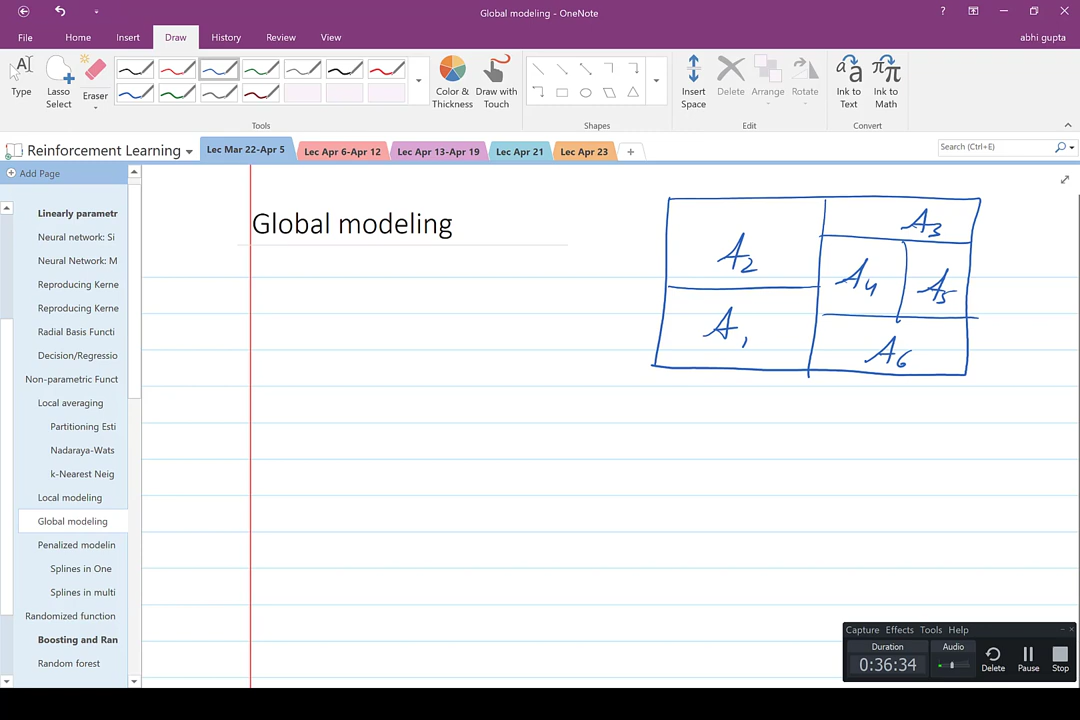 Global modeling - OneNote
?
File Home Insert Draw History Review View
abhi gupta
Type
Lasso Select
Eraser
Color & Thickness
Draw with Touch
Insert Space
Delete
Arrange
Rotate
Ink to Text
Ink to Math
Tools
Shapes
Edit
Convert
Reinforcement Learning
Lec Mar 22-Apr 5
Lec Apr 6-Apr 12
Lec Apr 13-Apr 19
Lec Apr 21
Lec Apr 23
Search (Ctrl+E)
Add Page
Linearly parametr
Neural network: Si
Neural Network: M
Reproducing Kerne
Reproducing Kerne
Radial Basis Functi
Decision/Regressio
Non-parametric Funct
Local averaging
Partitioning Esti
Nadaraya-Wats
k-Nearest Neig
Local modeling
Global modeling
Penalized modelin
Splines in One
Splines in multi
Randomized function
Boosting and Ran
Random forest
Global modeling
A3
A2
A4
A5
A1
A6
Capture Effects Tools Help
Duration
0:36:34
Audio
Delete
Pause
Stop